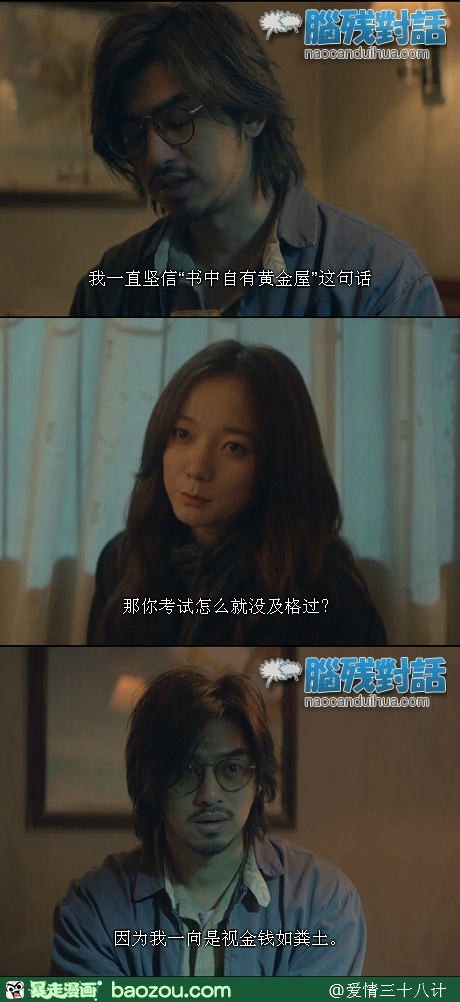 腦残對話
naocanduihua.com
我一直坚信“书中自有黄金屋”这句话
那你考试怎么就没及格过？
腦残對話
naocanduihua.com
因为我一向是视金钱如粪土。
暴走漫画 baozou.com @爱情三十八计